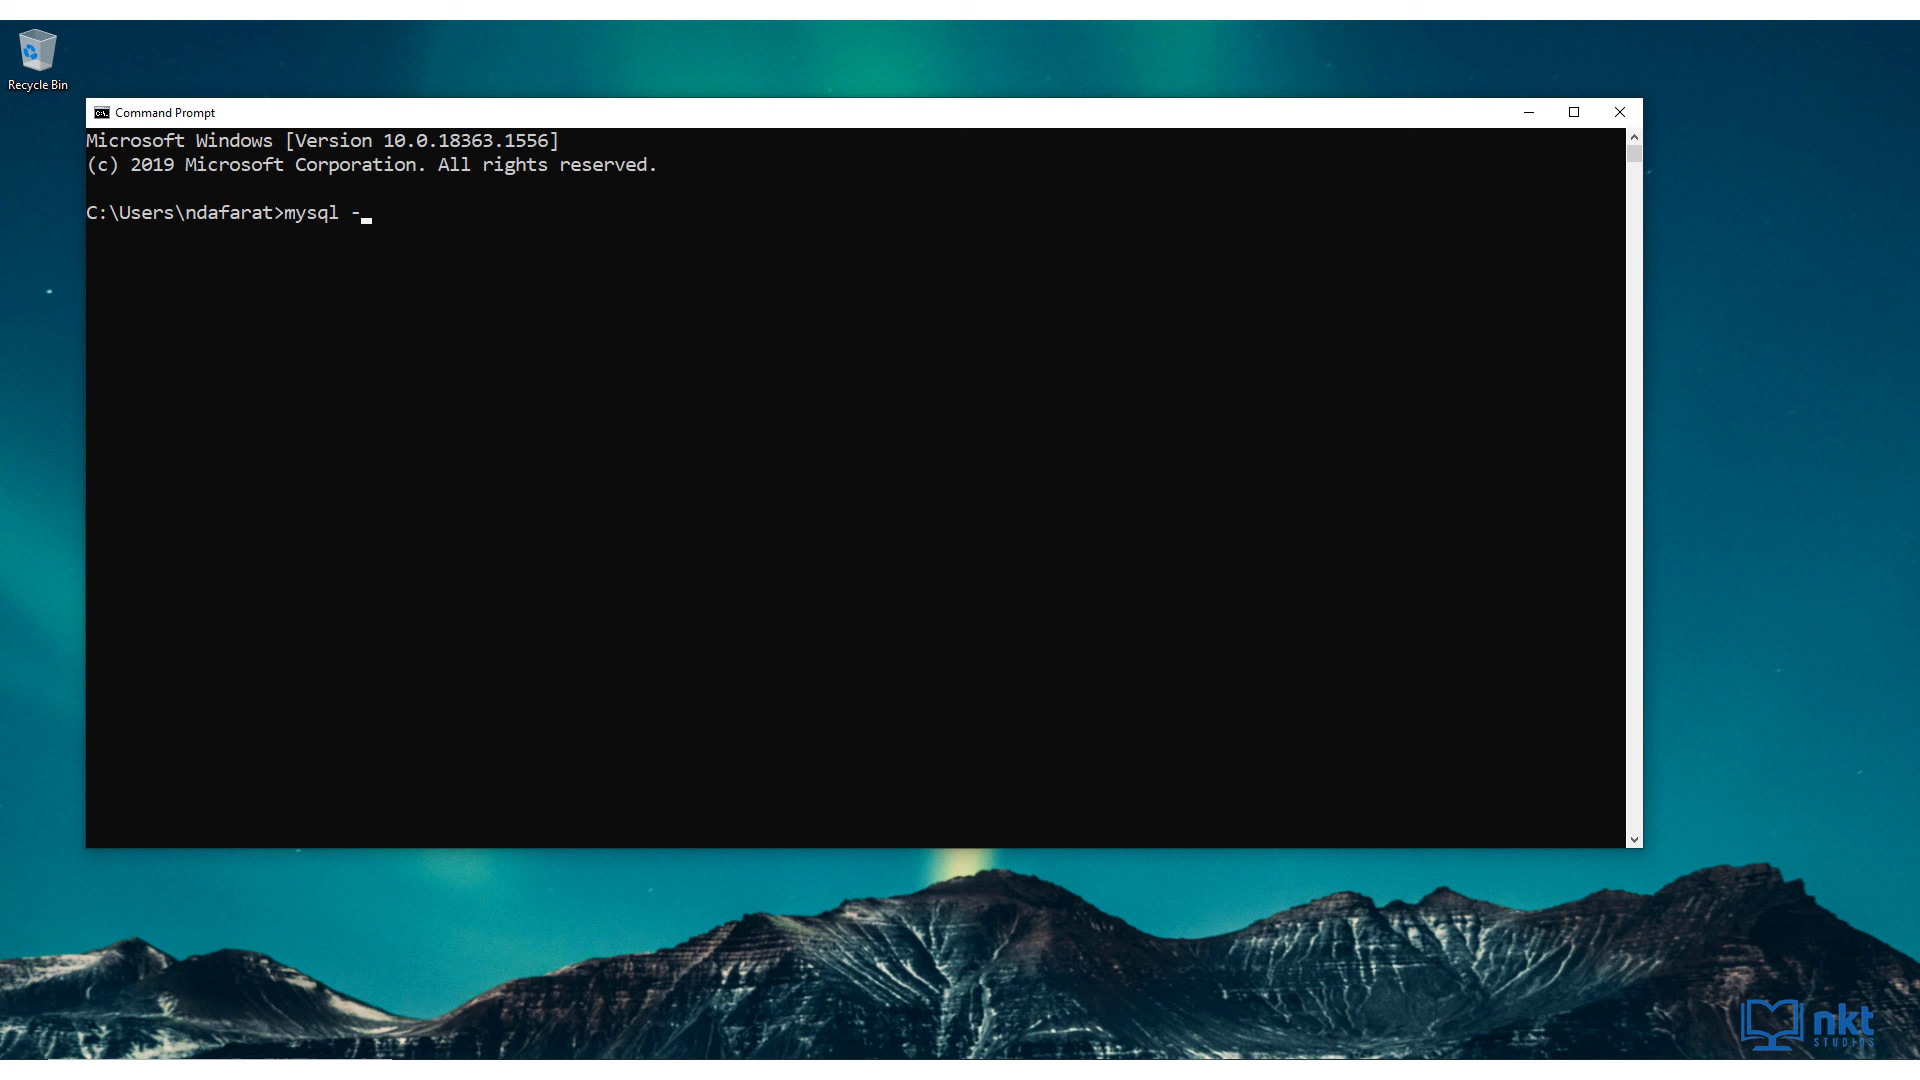 Recycle Bin
Command Prompt
Microsoft Windows [Version 10.0.18363.1556]
(c) 2019 Microsoft Corporation. All rights reserved.
C:\Users\ndafarat>mysql -
nkt
STUDIOS